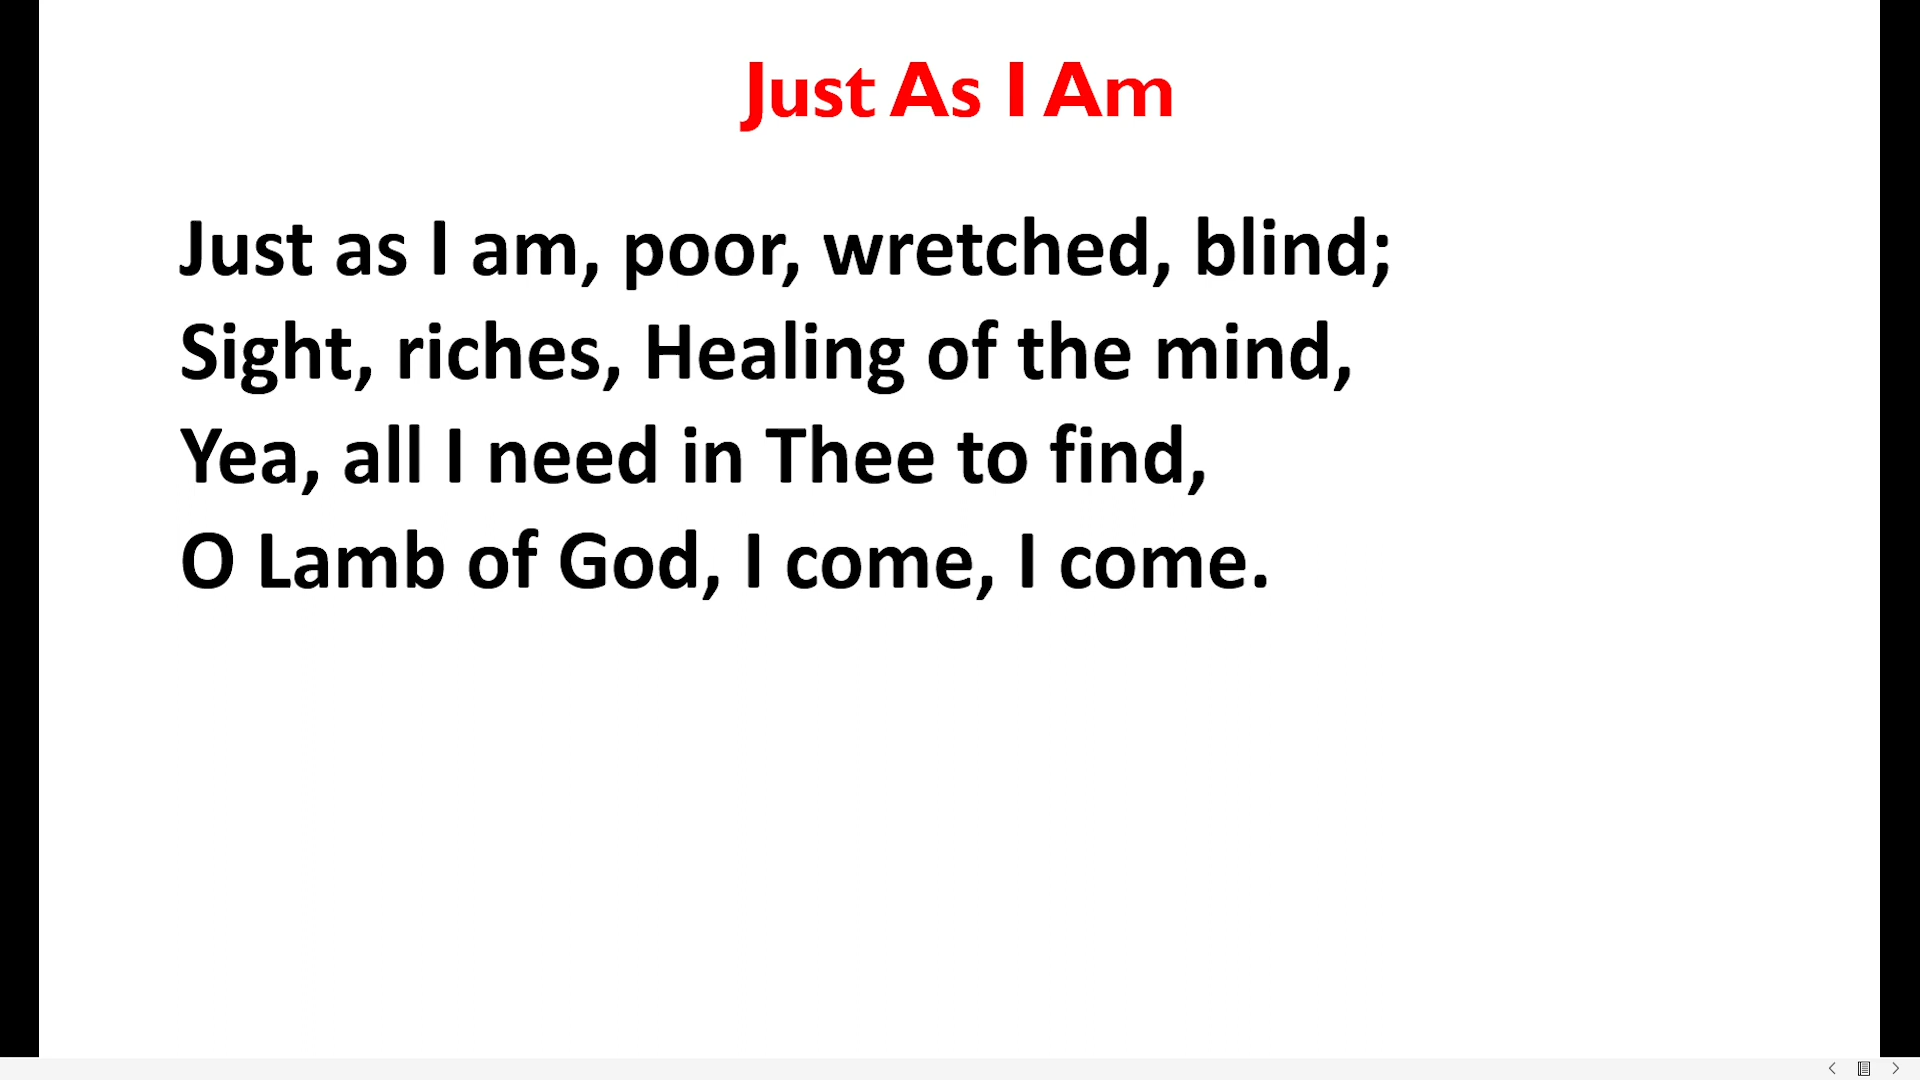 Just As I Am
Just as I am, poor, wretched, blind;
Sight, riches, Healing of the mind,
Yea, all I need in Thee to find,
O Lamb of God, I come, I come.